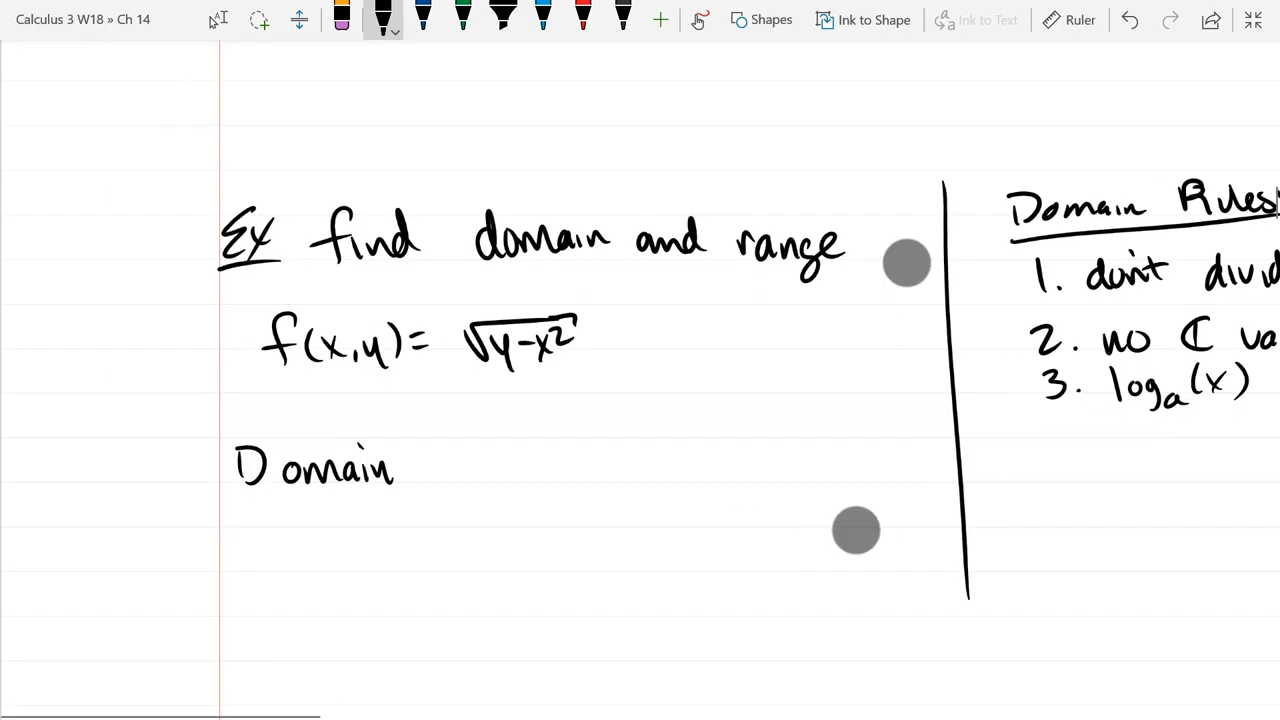 Calculus 3 W18 » Ch 14
Shapes
Ink to Shape
Ink to Text
Ruler
Ex find domain and range
f(x,y)= √y-x²
Domain
Domain Rules
1. don't divid
2. no ℂ va
3. logₐ(x)